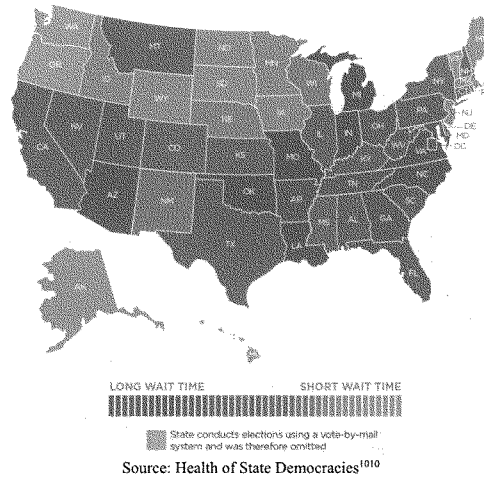 WA
MT
ND
OR
ID
MN
SD
WI
MI
WY
NY
IA
NE
PA
NV
IL
IN
NJ
UT
CO
DE
CA
KS
MO
KY
WV
MD
DC
VA
NC
TN
AZ
NM
OK
AR
SC
MS
AL
GA
TX
LA
FL
AK
LONG WAIT TIME SHORT WAIT TIME
State conducts elections using a vote-by-mail
system and was therefore omitted
Source: Health of State Democracies¹⁰¹⁰